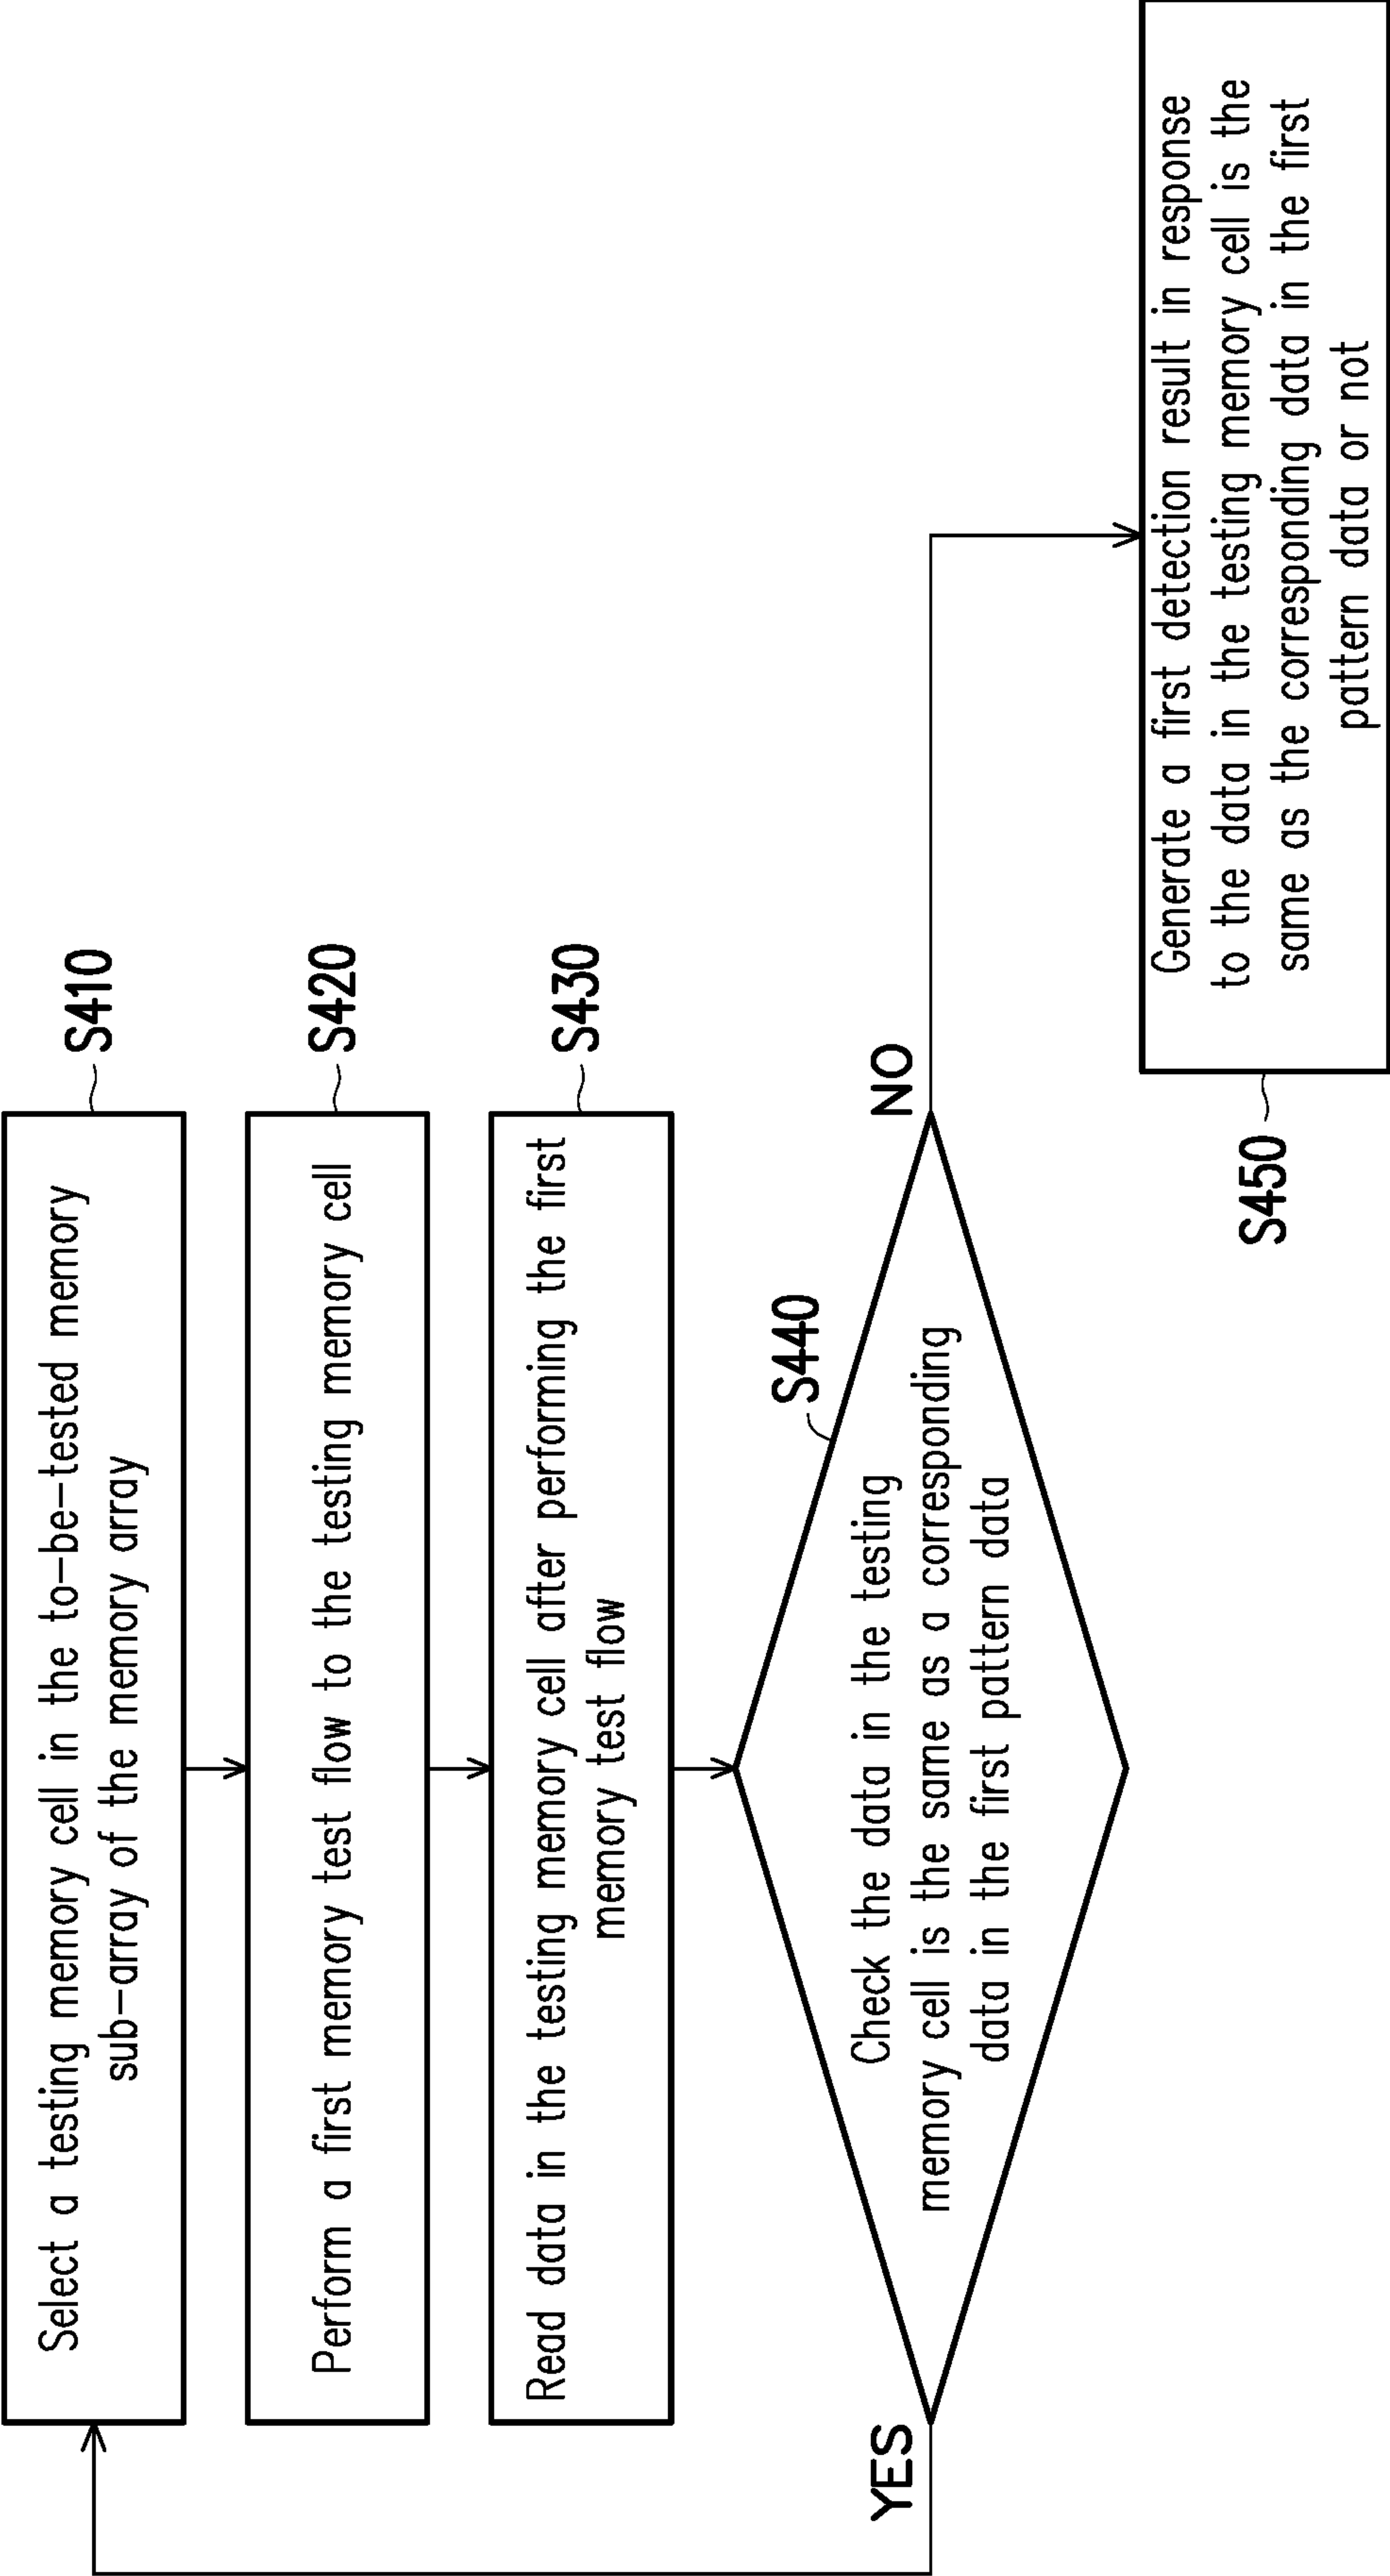 Select a testing memory cell in the to-be-tested memory
sub-array of the memory array
S410
Perform a first memory test flow to the testing memory cell
S420
Read data in the testing memory cell after performing the first
memory test flow
S430
S440
Check the data in the testing
memory cell is the same as a corresponding
data in the first pattern data
YES
NO
Generate a first detection result in response
to the data in the testing memory cell is the
same as the corresponding data in the first
pattern data or not
S450